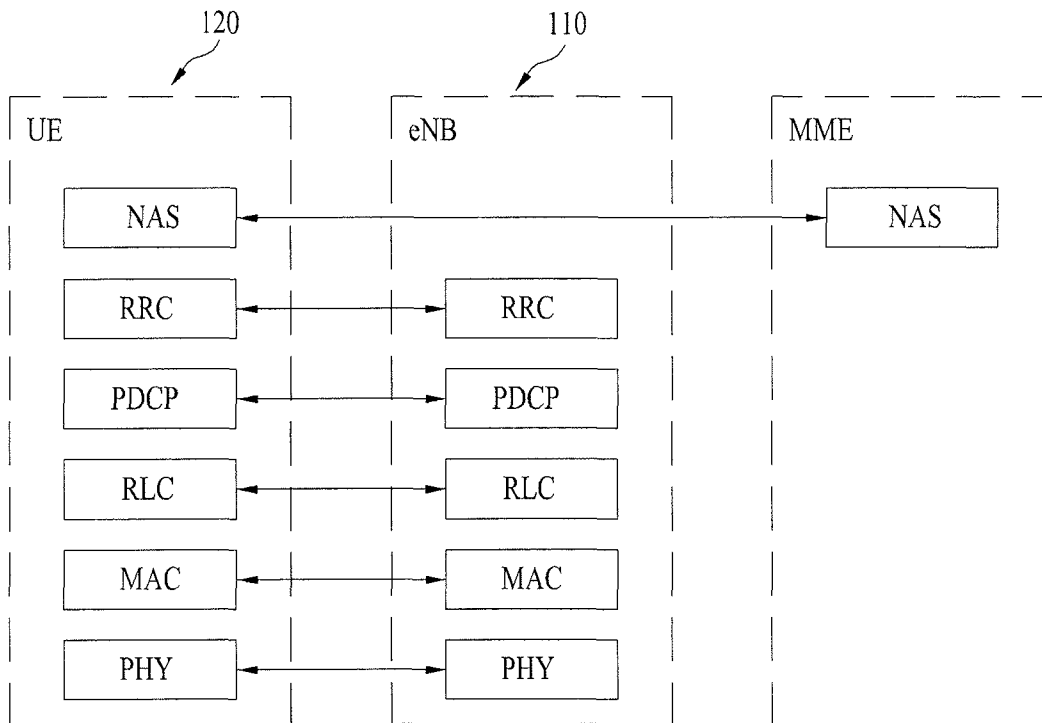 120 110
UE eNB MME
NAS NAS
RRC RRC
PDCP PDCP
RLC RLC
MAC MAC
PHY PHY